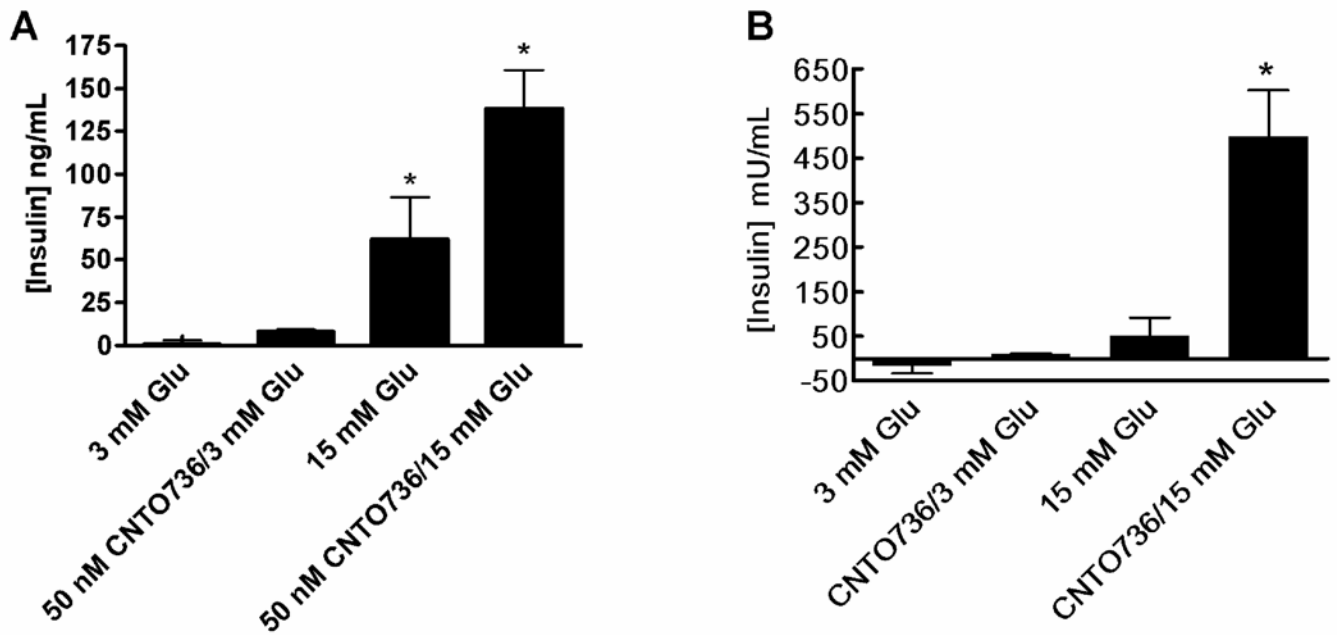 A
[Insulin] ng/mL
175
150
125
100
75
50
25
0
*
*
3 mM Glu
50 nM CNTO736/3 mM Glu
15 mM Glu
50 nM CNTO736/15 mM Glu
B
[Insulin] mU/mL
650
550
450
350
250
150
50
-50
*
3 mM Glu
CNTO736/3 mM Glu
15 mM Glu
CNTO736/15 mM Glu